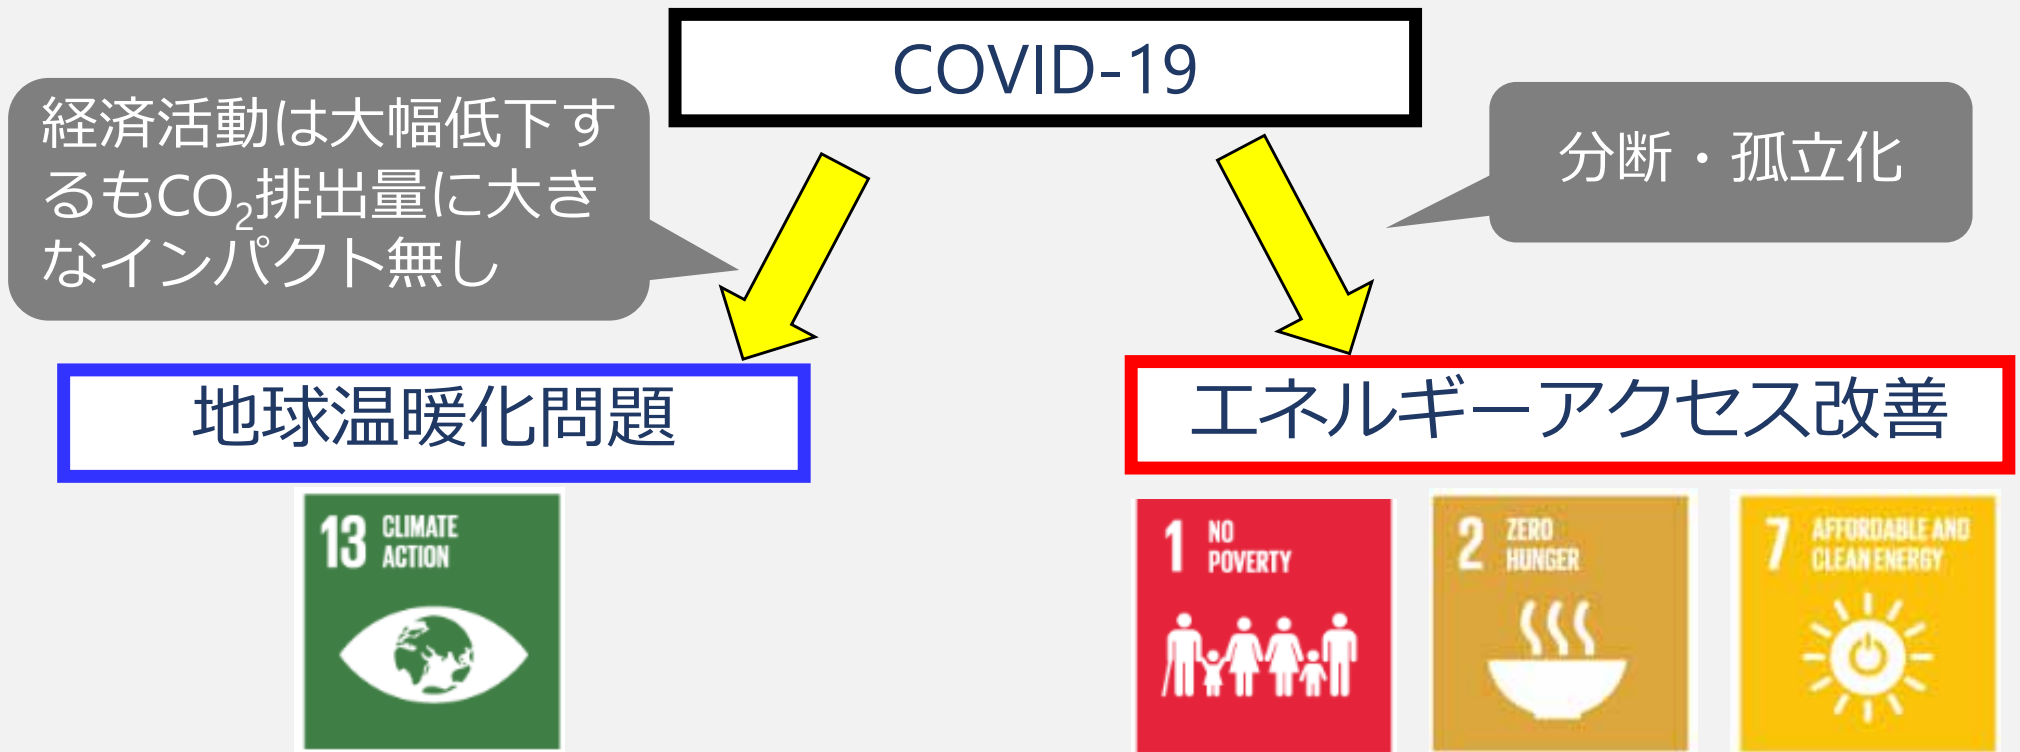 COVID-19
経済活動は大幅低下す
るもCO₂排出量に大き
なインパクト無し
分断・孤立化
地球温暖化問題
エネルギーアクセス改善
13 CLIMATE
ACTION
1 NO
POVERTY
2 ZERO
HUNGER
7 AFFORDABLE AND
CLEAN ENERGY